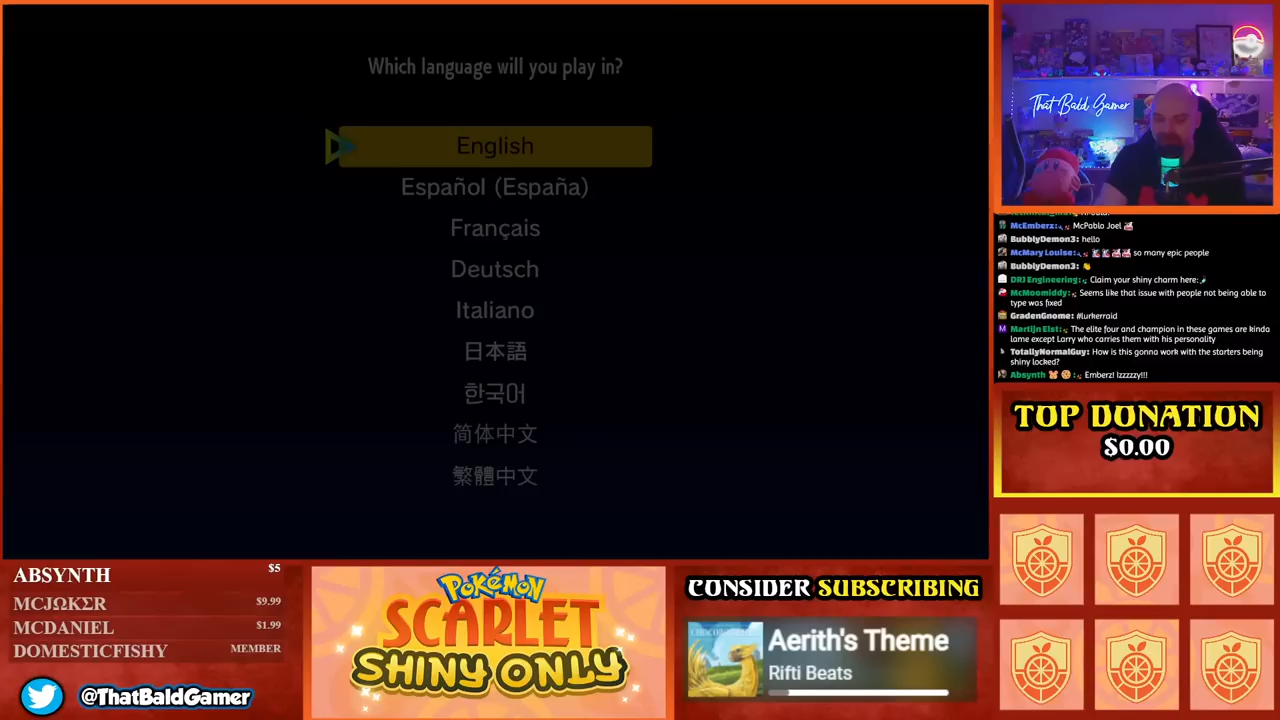 Which language will you play in?
English
Español (España)
Français
Deutsch
Italiano
日本語
한국어
简体中文
繁體中文
That Bald Gamer
McEmberz: McPablo Joel
BubblyDemon3: hello
McMary Louise: so many epic people
BubblyDemon3:
DRJ Engineering: Claim your shiny charm here:
McMoomiddy: Seems like that issue with people not being able to
type was fixed
GradenGnome: #lurkerraid
Martijn Elst: The elite four and champion in these games are kinda
lame except Larry who carries them with his personality
TotallyNormalGuy: How is this gonna work with the starters being
shiny locked?
Absynth: Emberz! Izzzzzy!!!
TOP DONATION
$0.00
ABSYNTH $5
MCJΩKΣR $9.99
MCDANIEL $1.99
DOMESTICFISHY MEMBER
@ThatBaldGamer
POKÉMON
SCARLET
SHINY ONLY
CONSIDER SUBSCRIBING
Aerith's Theme
Rifti Beats